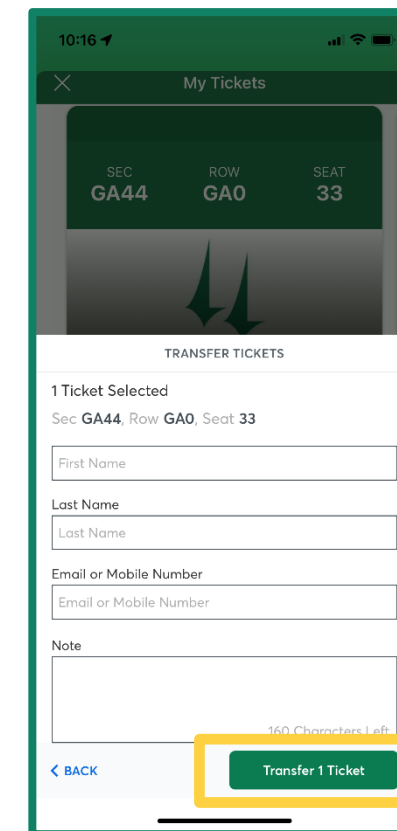 10:16
My Tickets
SEC ROW SEAT
GA44 GA0 33
TRANSFER TICKETS
1 Ticket Selected
Sec GA44, Row GA0, Seat 33
First Name
Last Name
Last Name
Email or Mobile Number
Email or Mobile Number
Note
160 Characters Left
BACK
Transfer 1 Ticket